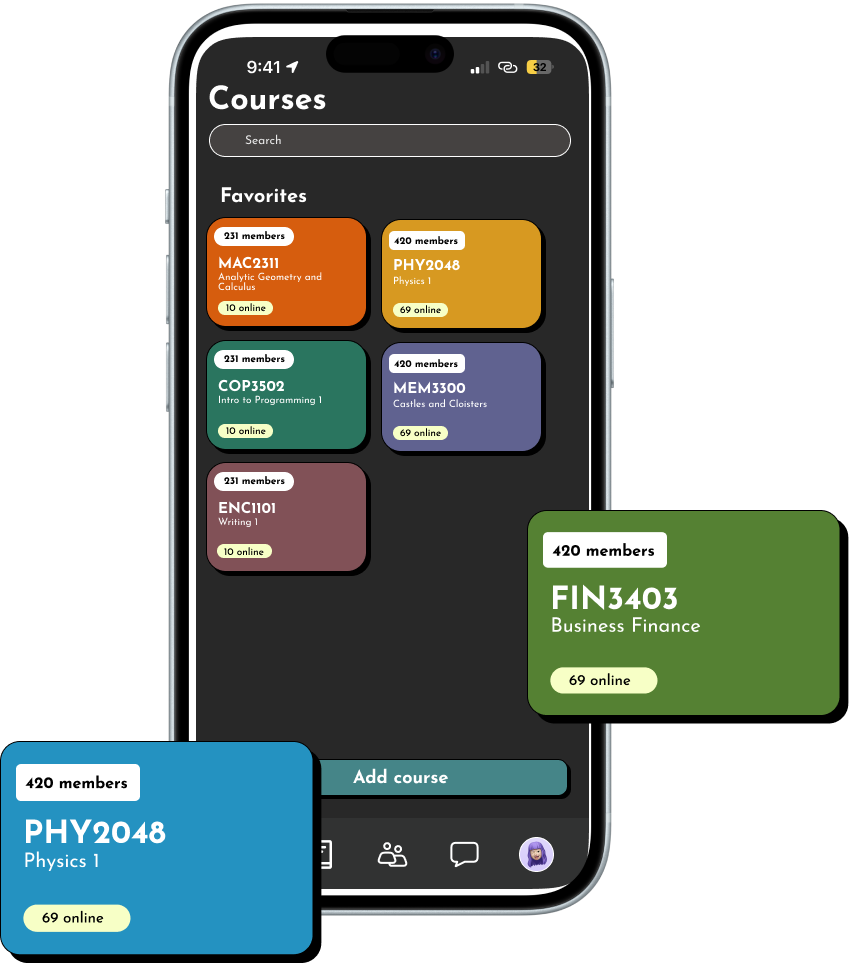 9:41
32
Courses
Search
Favorites
231 members
MAC2311
Analytic Geometry and
Calculus
10 online
420 members
PHY2048
Physics 1
69 online
231 members
COP3502
Intro to Programming 1
10 online
420 members
MEM3300
Castles and Cloisters
69 online
231 members
ENC1101
Writing 1
10 online
420 members
FIN3403
Business Finance
69 online
Add course
420 members
PHY2048
Physics 1
69 online